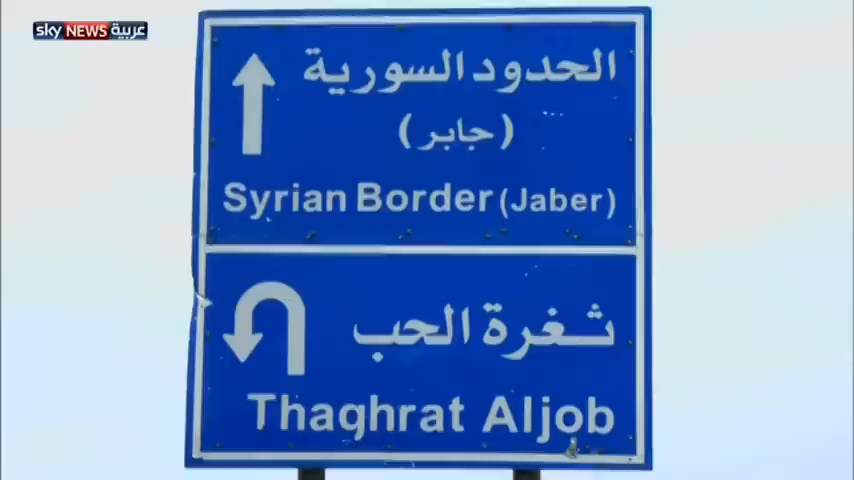 sky NEWS عربية
الحدود السورية
(جابر)
Syrian Border (Jaber)
ثغرة الحب
Thaghrat Aljob